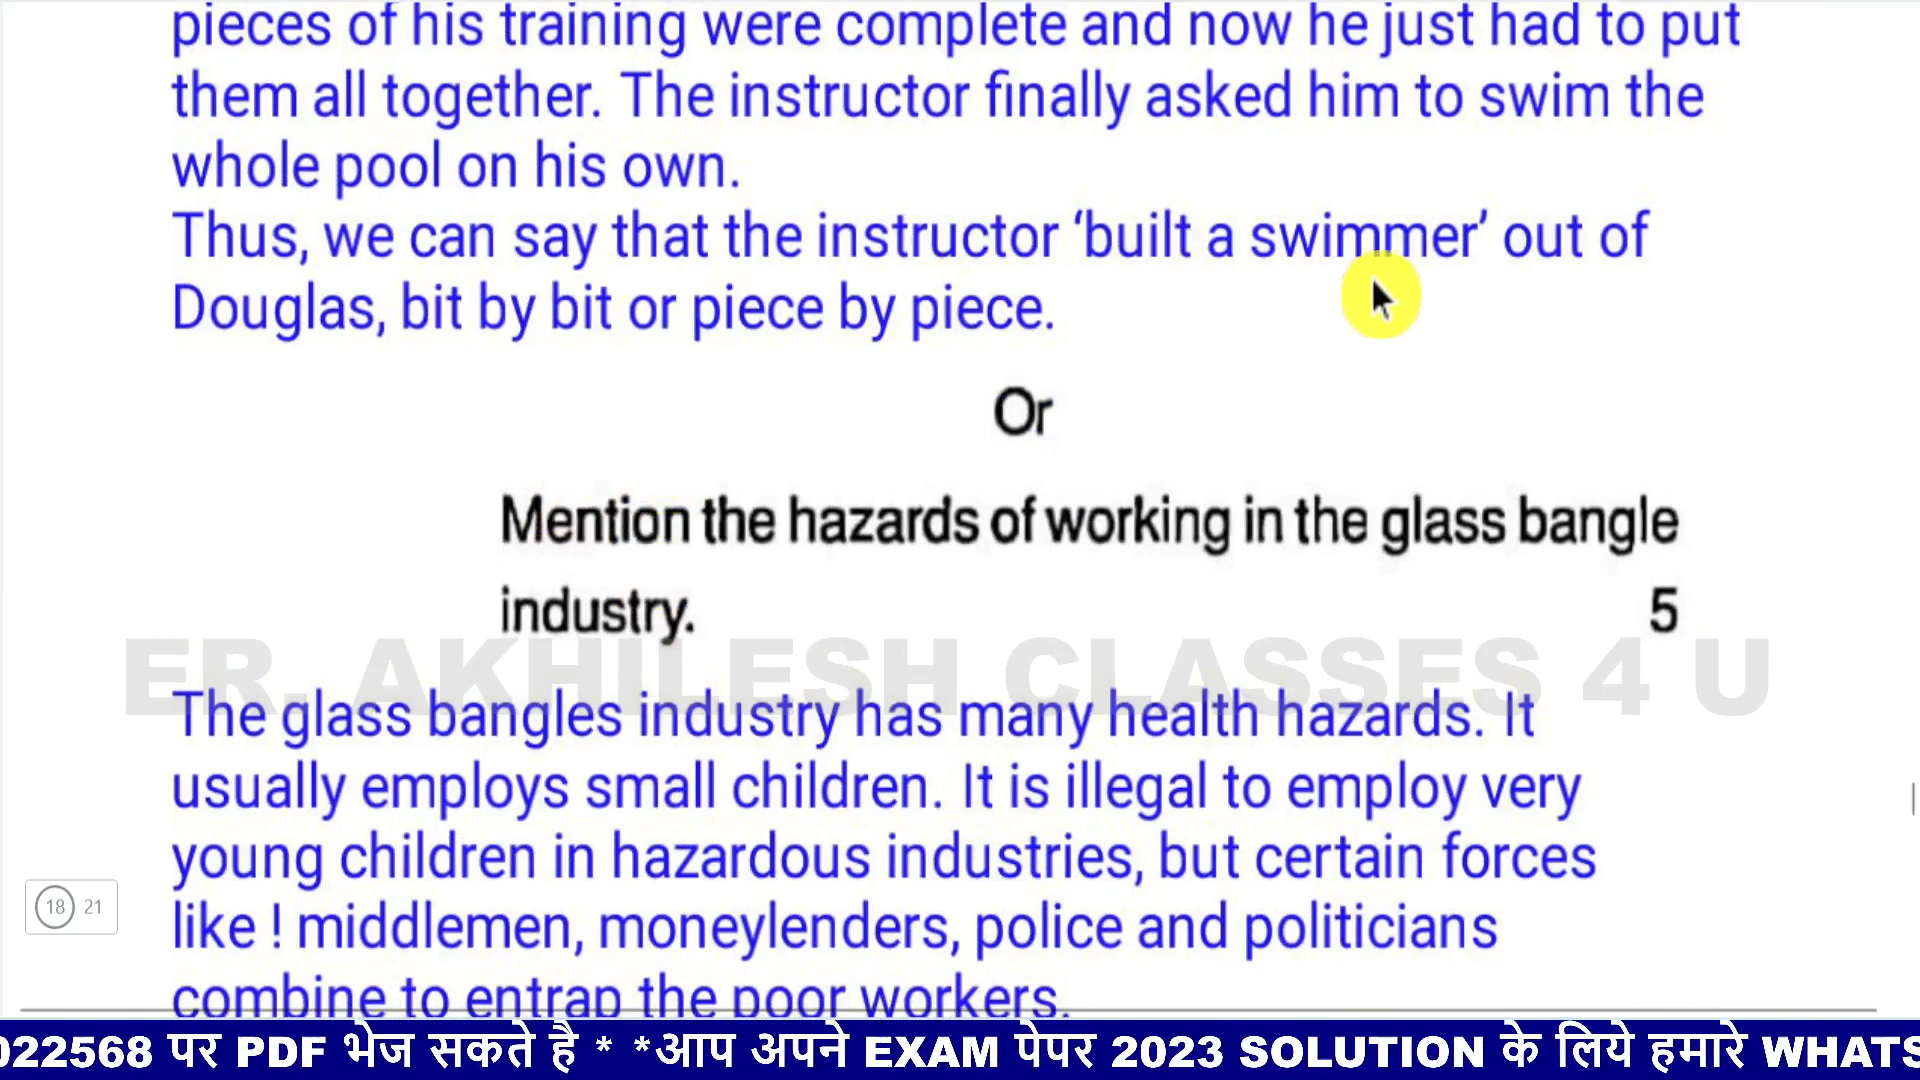 pieces of his training were complete and now he just had to put
them all together. The instructor finally asked him to swim the
whole pool on his own.
Thus, we can say that the instructor ‘built a swimmer’ out of
Douglas, bit by bit or piece by piece.
Or
Mention the hazards of working in the glass bangle
industry. 5
ER. AKHILESH CLASSES 4 U
The glass bangles industry has many health hazards. It
usually employs small children. It is illegal to employ very
young children in hazardous industries, but certain forces
like ! middlemen, moneylenders, police and politicians
18 21
combine to entrap the poor workers.
022568 पर PDF भेज सकते है * *आप अपने EXAM पेपर 2023 SOLUTION के लिये हमारे WHATS